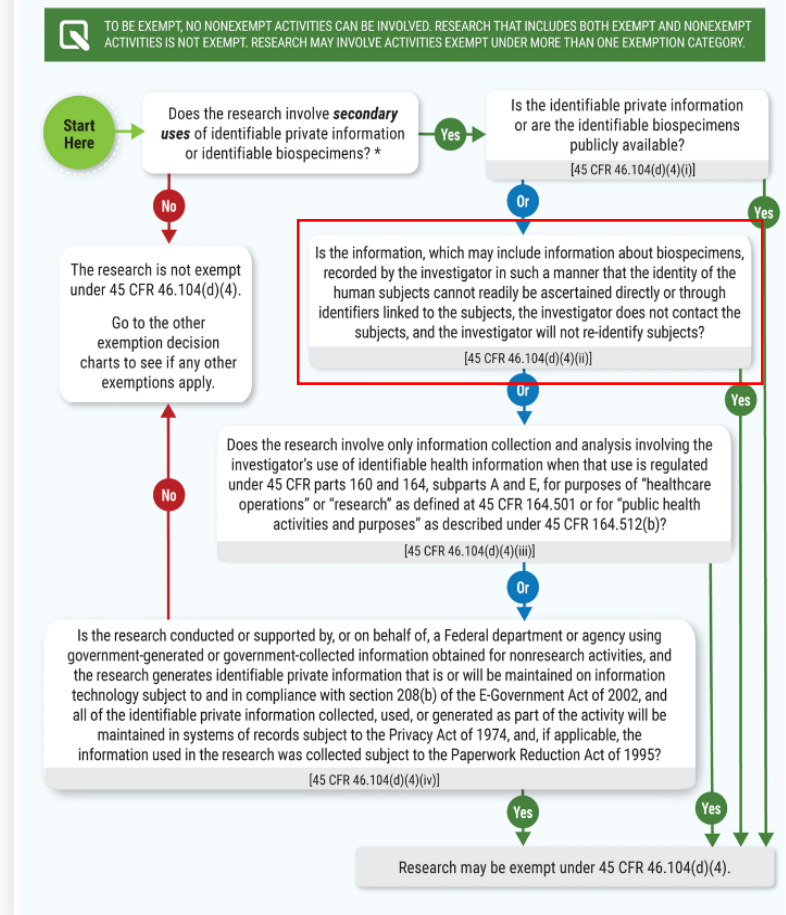 TO BE EXEMPT, NO NONEXEMPT ACTIVITIES CAN BE INVOLVED. RESEARCH THAT INCLUDES BOTH EXEMPT AND NONEXEMPT
ACTIVITIES IS NOT EXEMPT. RESEARCH MAY INVOLVE ACTIVITIES EXEMPT UNDER MORE THAN ONE EXEMPTION CATEGORY.
Start
Here
Does the research involve secondary
uses of identifiable private information
or identifiable biospecimens? *
Yes
Is the identifiable private information
or are the identifiable biospecimens
publicly available?
[45 CFR 46.104(d)(4)(i)]
No
Or
Yes
The research is not exempt
under 45 CFR 46.104(d)(4).
Go to the other
exemption decision
charts to see if any other
exemptions apply.
Is the information, which may include information about biospecimens,
recorded by the investigator in such a manner that the identity of the
human subjects cannot readily be ascertained directly or through
identifiers linked to the subjects, the investigator does not contact the
subjects, and the investigator will not re-identify subjects?
[45 CFR 46.104(d)(4)(ii)]
Or
Yes
Does the research involve only information collection and analysis involving the
investigator's use of identifiable health information when that use is regulated
under 45 CFR parts 160 and 164, subparts A and E, for purposes of “healthcare
operations” or “research” as defined at 45 CFR 164.501 or for “public health
activities and purposes” as described under 45 CFR 164.512(b)?
[45 CFR 46.104(d)(4)(iii)]
No
Or
Is the research conducted or supported by, or on behalf of, a Federal department or agency using
government-generated or government-collected information obtained for nonresearch activities, and
the research generates identifiable private information that is or will be maintained on information
technology subject to and in compliance with section 208(b) of the E-Government Act of 2002, and
all of the identifiable private information collected, used, or generated as part of the activity will be
maintained in systems of records subject to the Privacy Act of 1974, and, if applicable, the
information used in the research was collected subject to the Paperwork Reduction Act of 1995?
[45 CFR 46.104(d)(4)(iv)]
Yes
Yes
Research may be exempt under 45 CFR 46.104(d)(4).